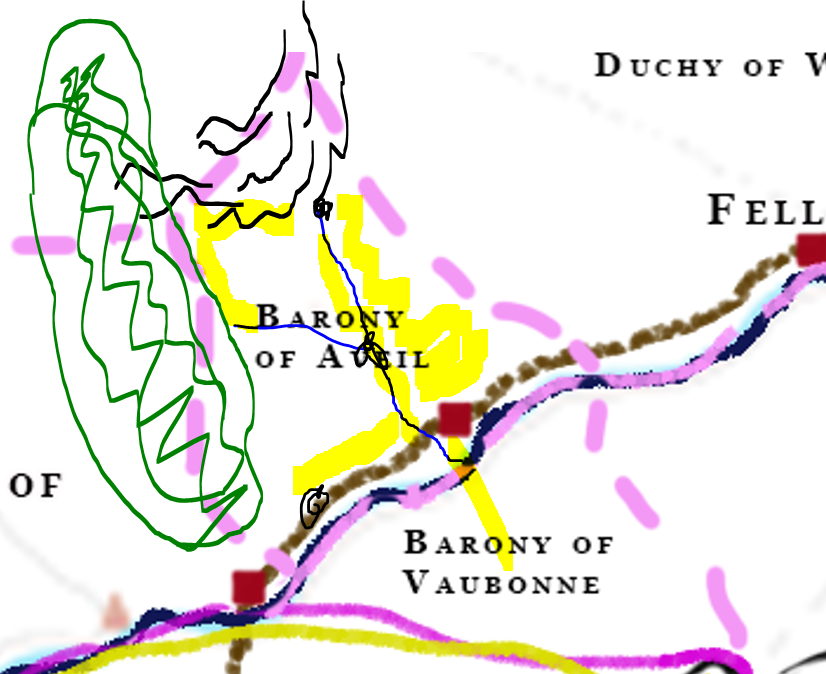 DUCHY OF
FELL
BARONY
OF AVEIL
OF
BARONY OF
VAUBONNE